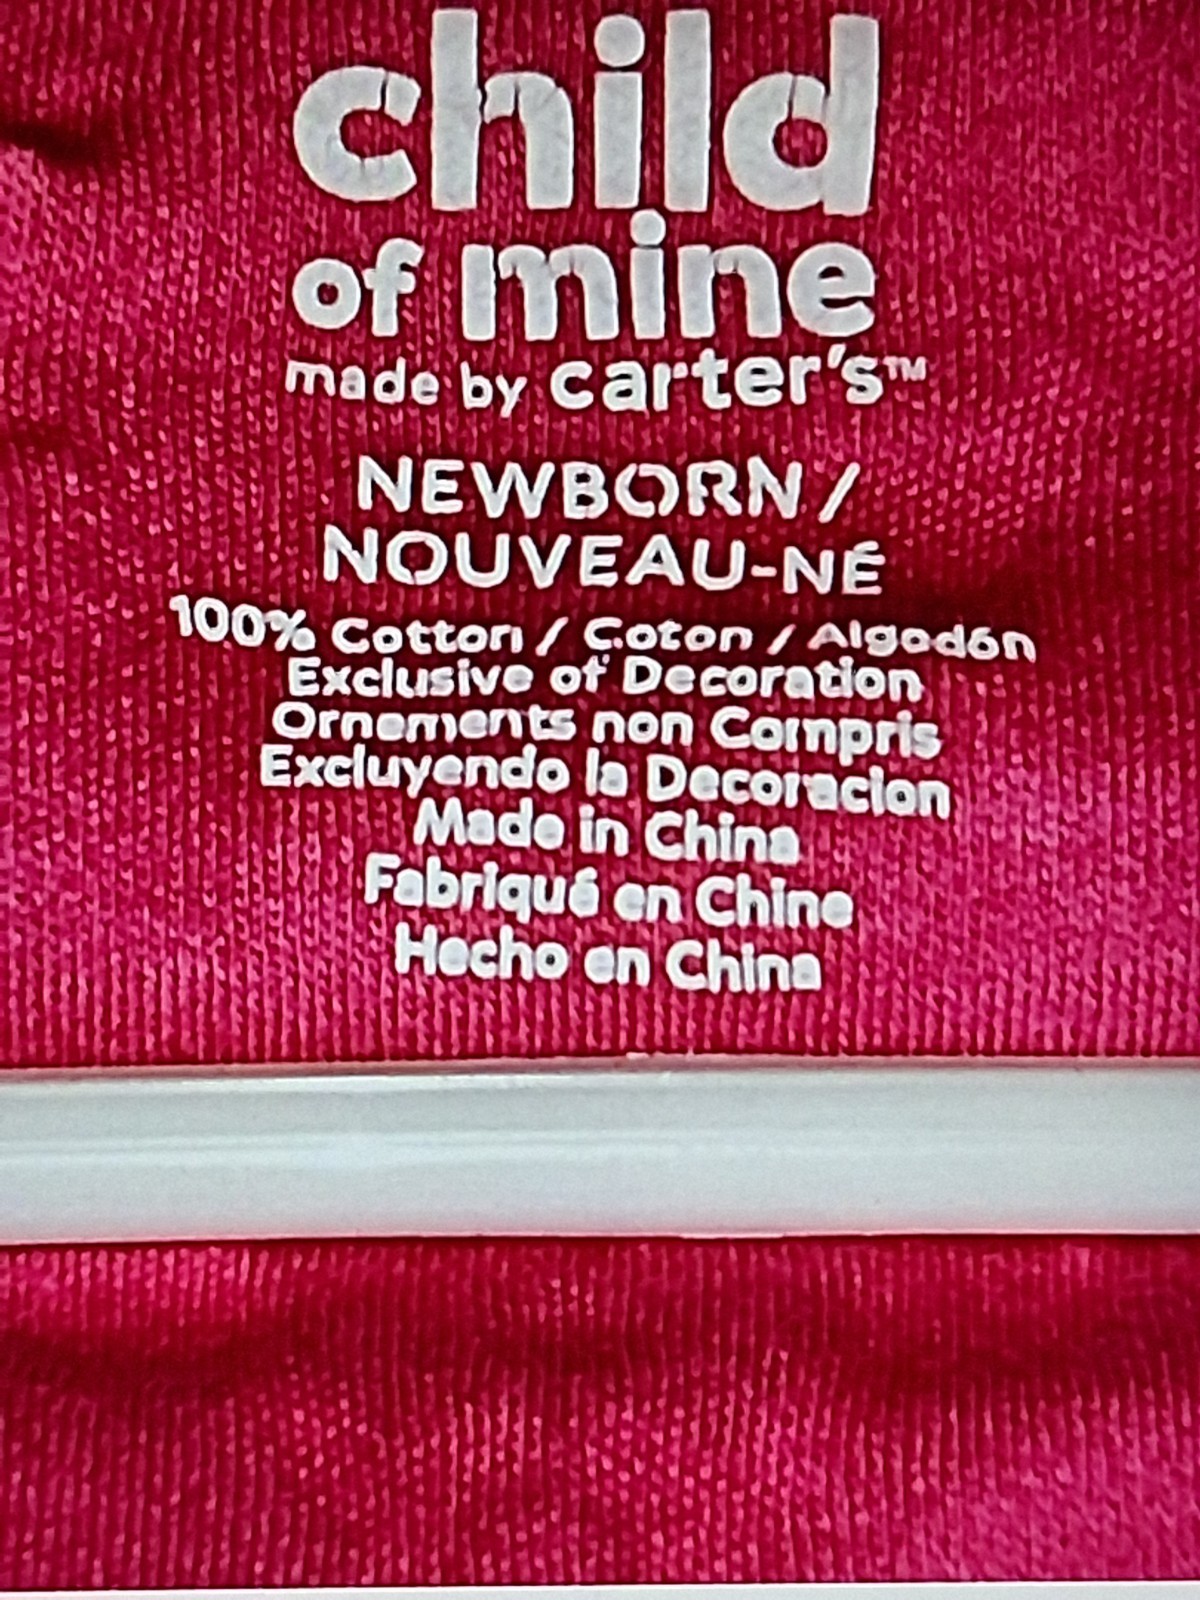 child
of mine
made by carter's™
NEWBORN /
NOUVEAU-NÉ
100% Cotton / Coton / Algodón
Exclusive of Decoration
Ornements non Compris
Excluyendo la Decoracion
Made in China
Fabriqué en Chine
Hecho en China